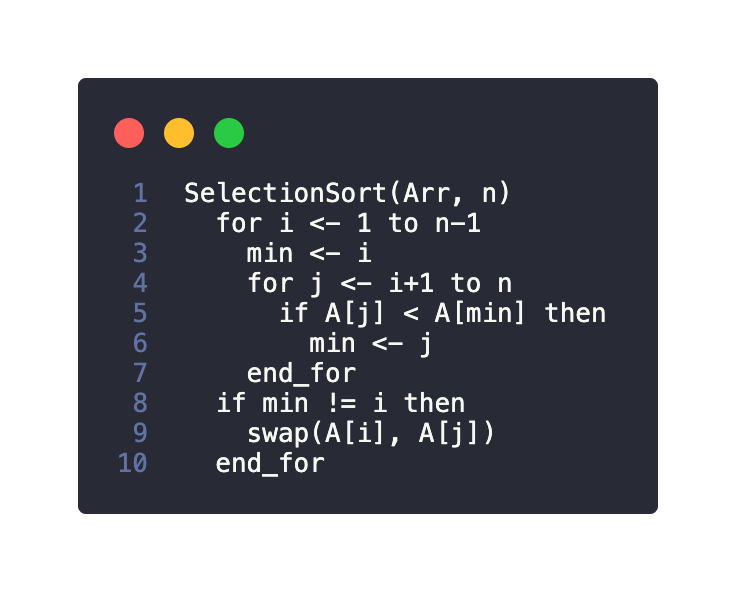 1 SelectionSort(Arr, n)
2   for i <- 1 to n-1
3     min <- i
4     for j <- i+1 to n
5       if A[j] < A[min] then
6         min <- j
7     end_for
8   if min != i then
9     swap(A[i], A[j])
10   end_for